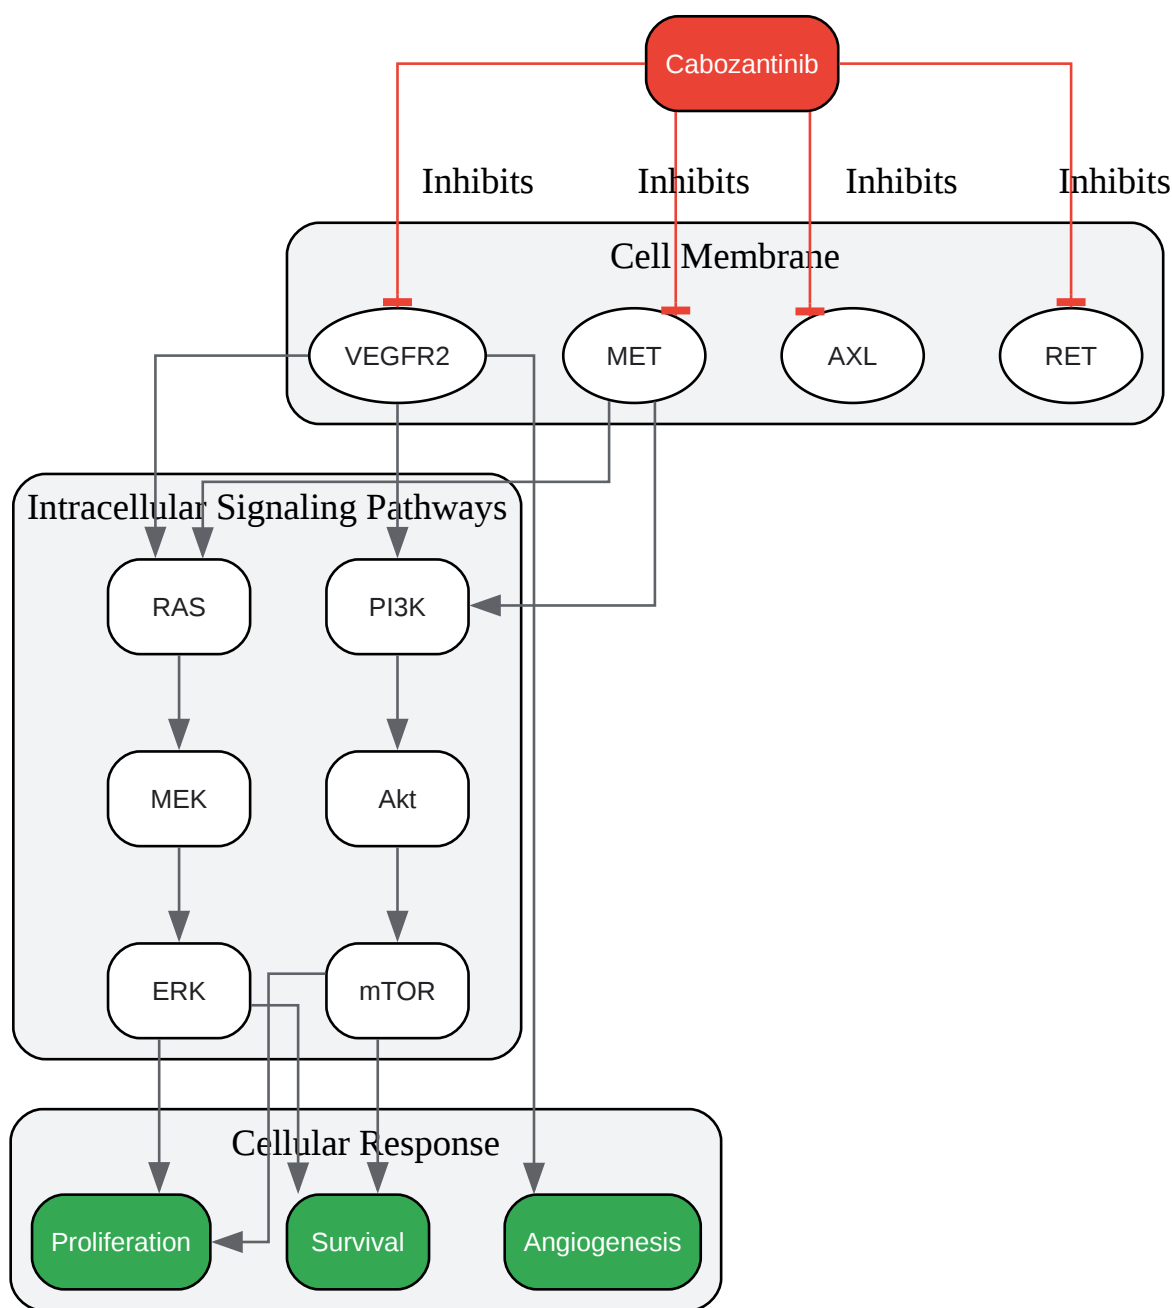 Cabozantinib
Inhibits
Inhibits
Inhibits
Inhibits
Cell Membrane
VEGFR2
MET
AXL
RET
Intracellular Signaling Pathways
RAS
PI3K
MEK
Akt
ERK
mTOR
Cellular Response
Proliferation
Survival
Angiogenesis